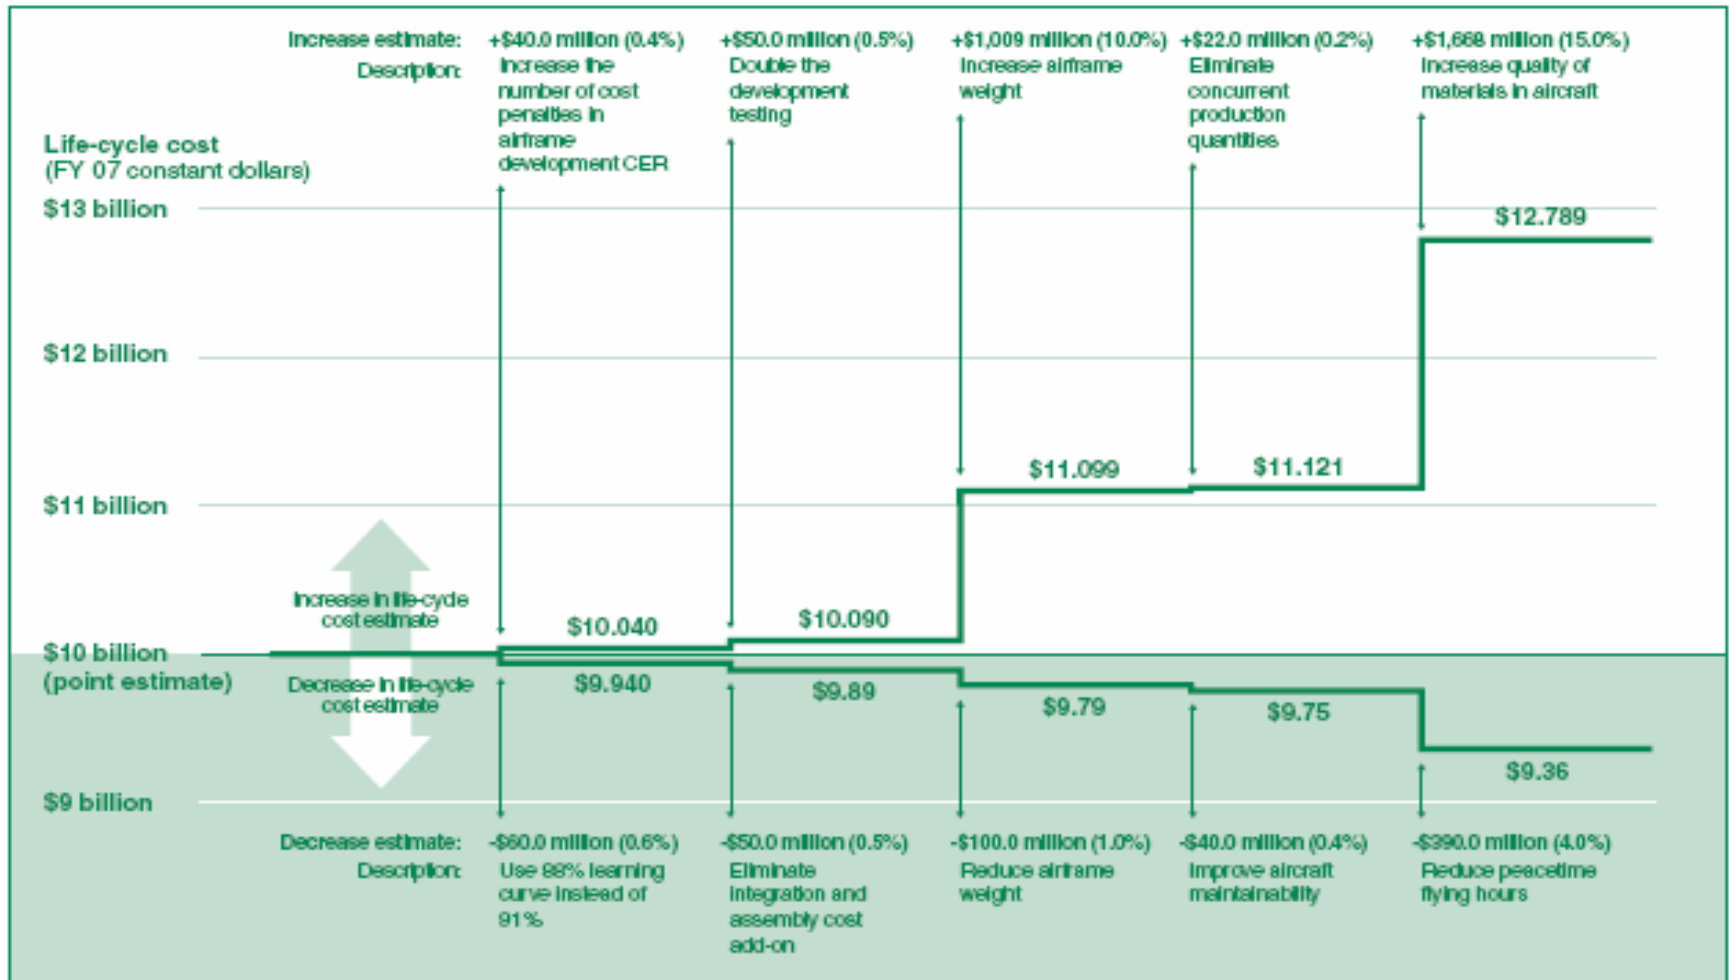 Increase estimate: +$40.0 million (0.4%) +$50.0 million (0.5%) +$1,009 million (10.0%) +$22.0 million (0.2%) +$1,668 million (15.0%)
Description:
Increase the
number of cost
penalties in
airframe
development CER
Double the
development
testing
Increase airframe
weight
Eliminate
concurrent
production
quantities
Increase quality of
materials in aircraft
Life-cycle cost
(FY 07 constant dollars)
$13 billion
$12.789
$12 billion
$11.099
$11.121
$11 billion
Increase in life-cycle
cost estimate
$10.040
$10.090
$10 billion
(point estimate)
Decrease in life-cycle
cost estimate
$9.940
$9.89
$9.79
$9.75
$9.36
$9 billion
Decrease estimate: -$60.0 million (0.6%) -$50.0 million (0.5%) -$100.0 million (1.0%) -$40.0 million (0.4%) -$390.0 million (4.0%)
Description:
Use 88% learning
curve instead of
91%
Eliminate
integration and
assembly cost
add-on
Reduce airframe
weight
Improve aircraft
maintainability
Reduce peacetime
flying hours